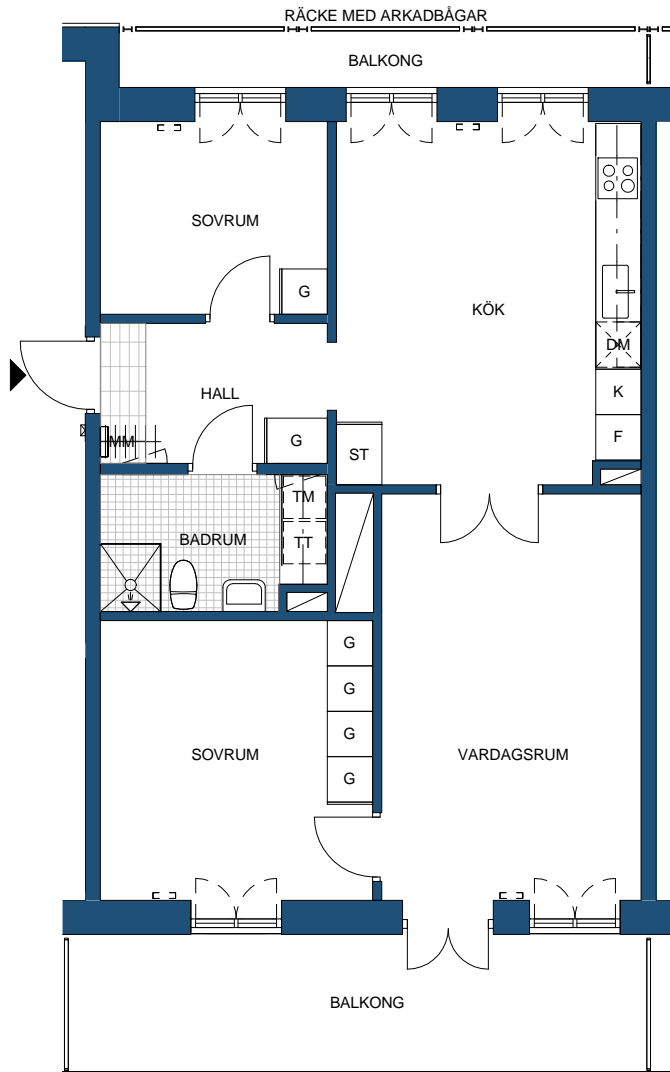 RÄCKE MED ARKADBÅGAR
BALKONG
SOVRUM
G
KÖK
DM
K
F
HALL
MM
G
ST
TM
BADRUM
TT
G
G
G
G
SOVRUM
VARDAGSRUM
BALKONG